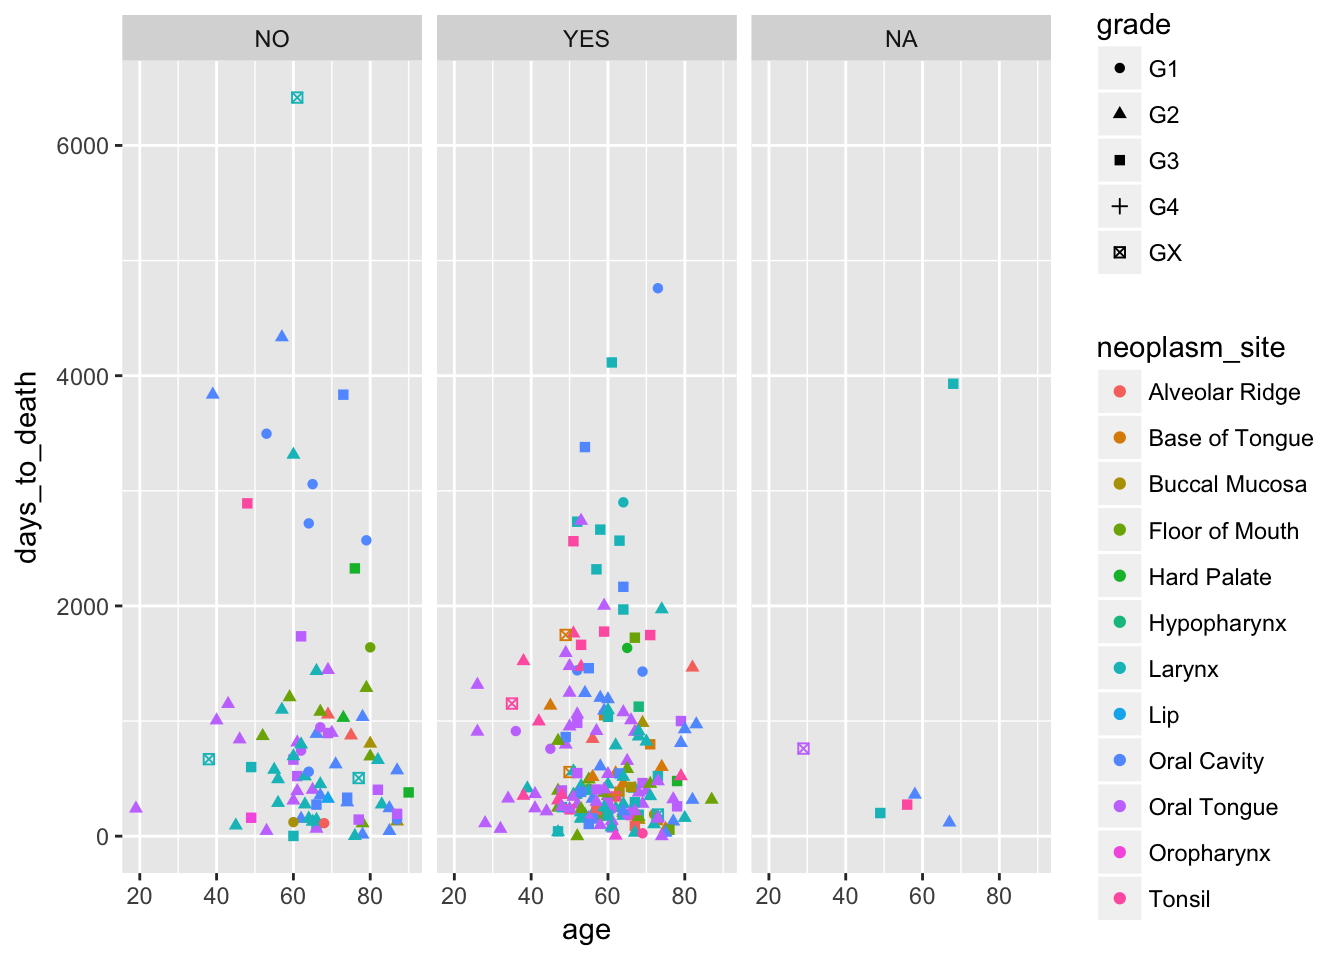 NO YES NA
6000
4000
2000
0
days_to_death
20 40 60 80 20 40 60 80 20 40 60 80
age
grade
G1
G2
G3
G4
GX
neoplasm_site
Alveolar Ridge
Base of Tongue
Buccal Mucosa
Floor of Mouth
Hard Palate
Hypopharynx
Larynx
Lip
Oral Cavity
Oral Tongue
Oropharynx
Tonsil